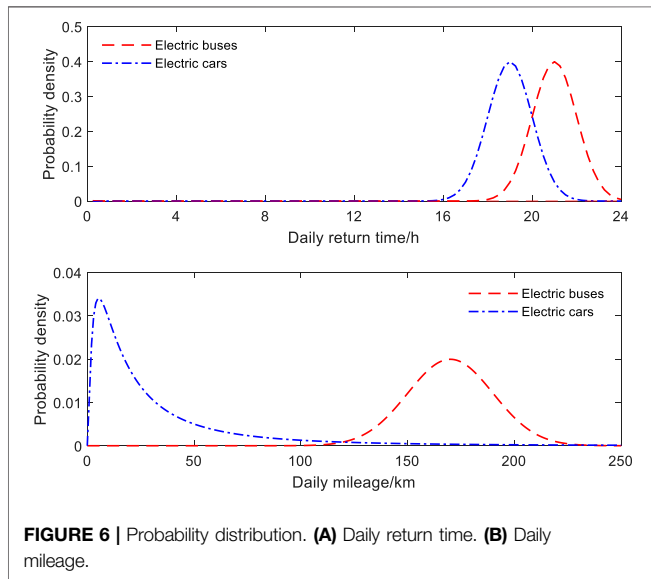 0.5
0.4
0.3
0.2
0.1
0
Probability density
Electric buses
Electric cars
0 4 8 12 16 20 24
Daily return time/h
0.04
0.03
0.02
0.01
0
Probability density
Electric buses
Electric cars
0 50 100 150 200 250
Daily mileage/km
FIGURE 6 | Probability distribution. (A) Daily return time. (B) Daily
mileage.